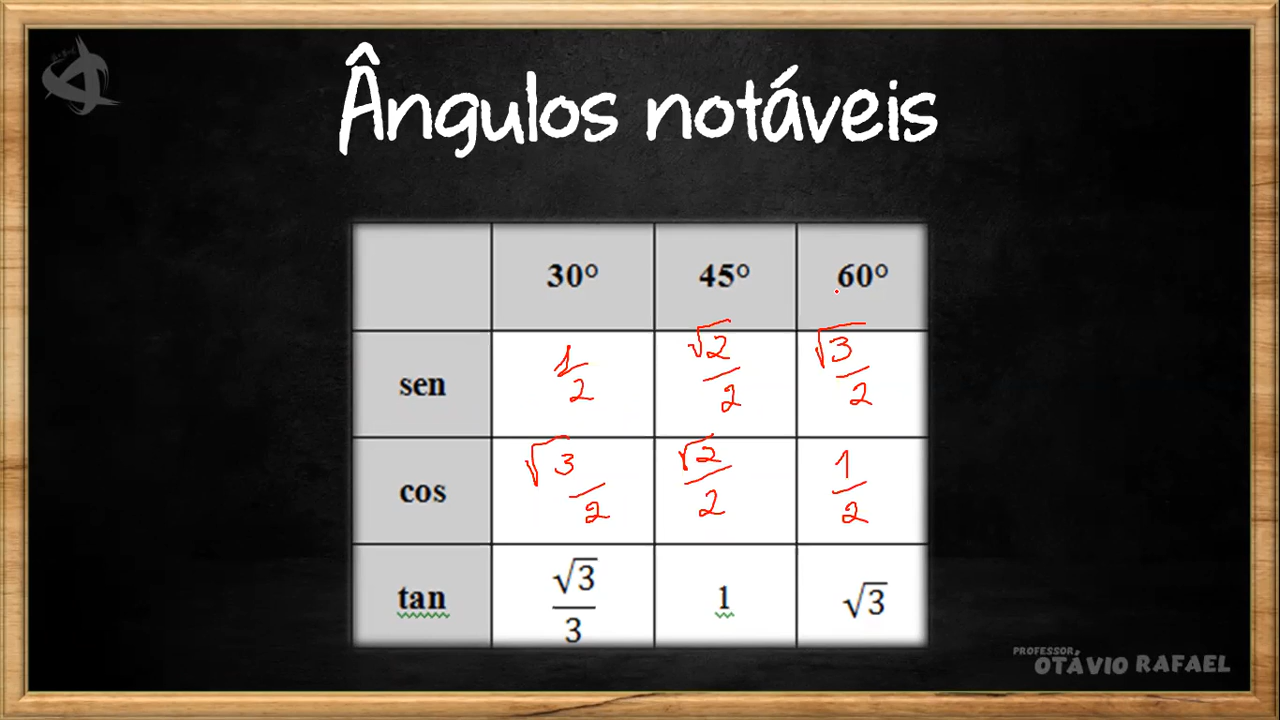 Ângulos notáveis
30° 45° 60°
sen 1/2 √2/2 √3/2
cos √3/2 √2/2 1/2
tan √3/3 1 √3
PROFESSOR
OTÁVIO RAFAEL